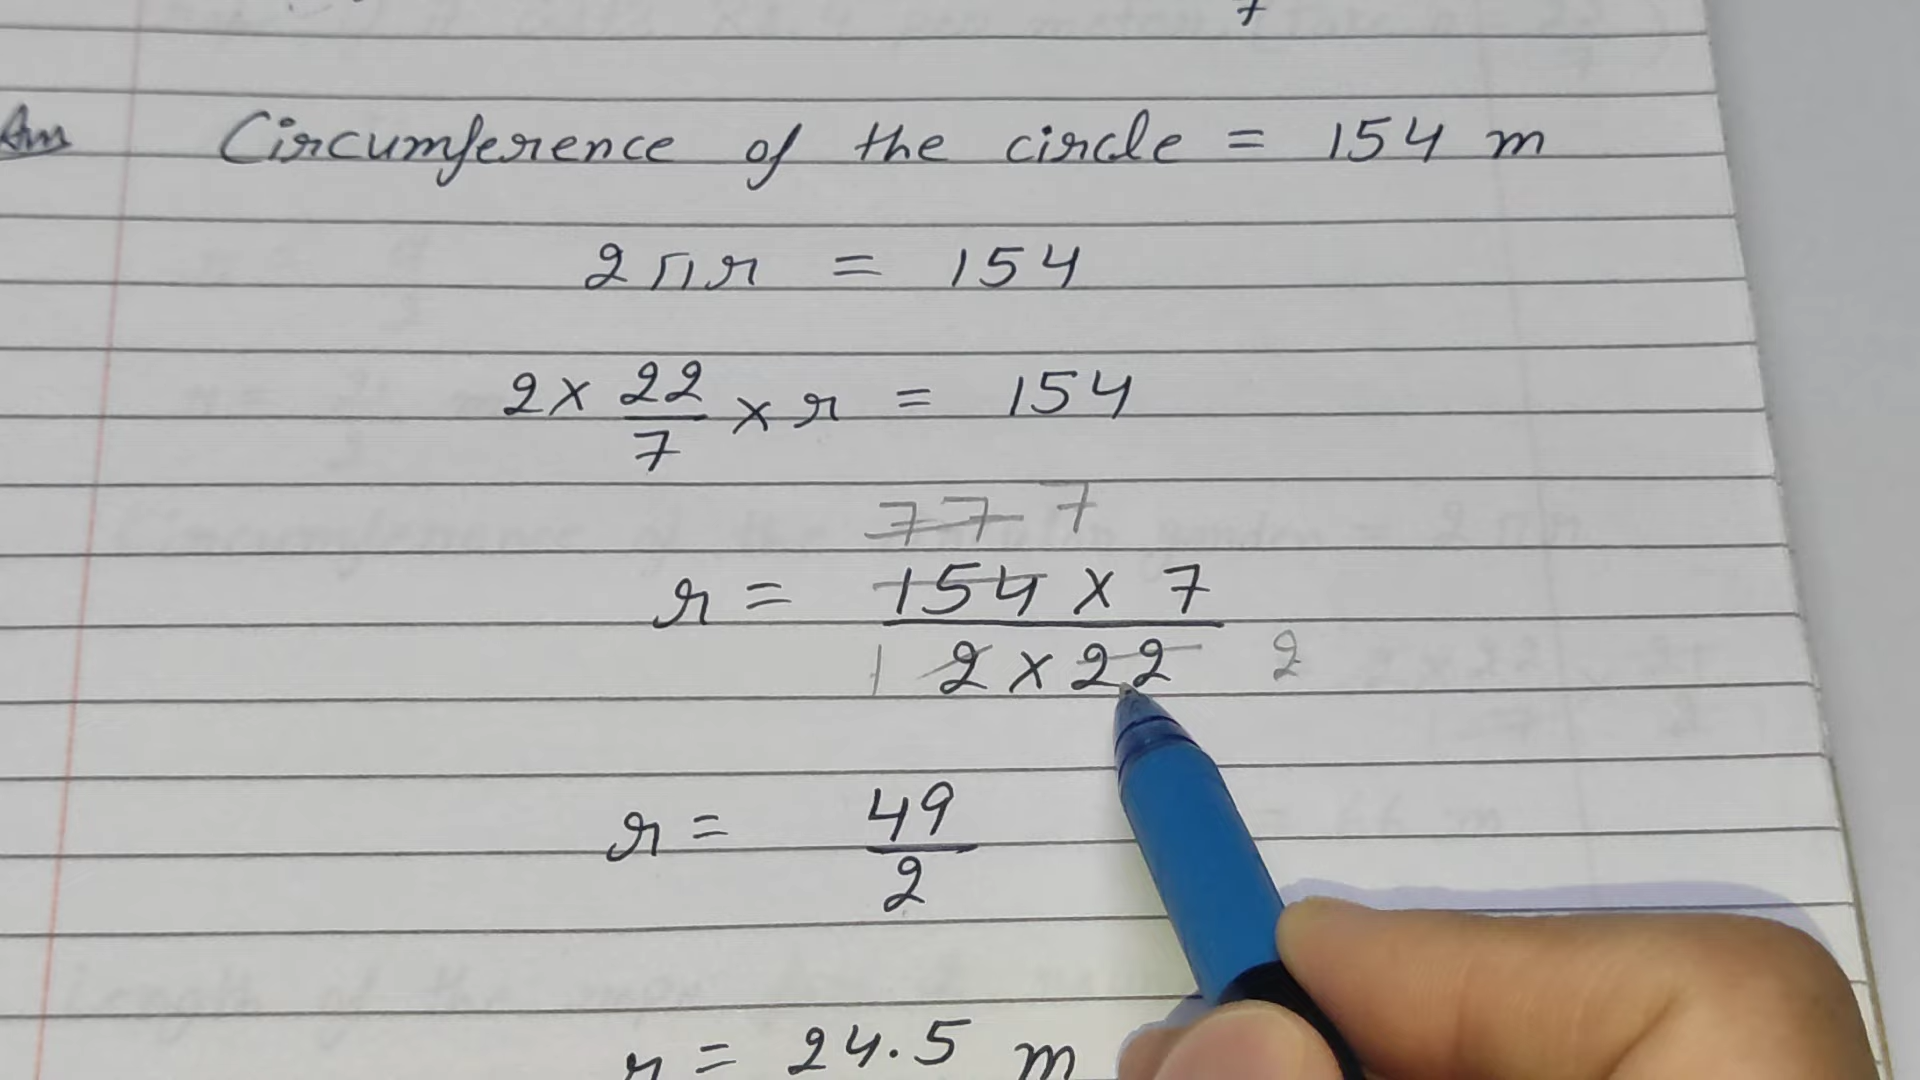 7
Ans Circumference of the circle = 154 m
2πr = 154
2 × 22/7 × r = 154
77 7
r = 154 × 7
1 2 × 22 2
r = 49/2
r = 24.5 m